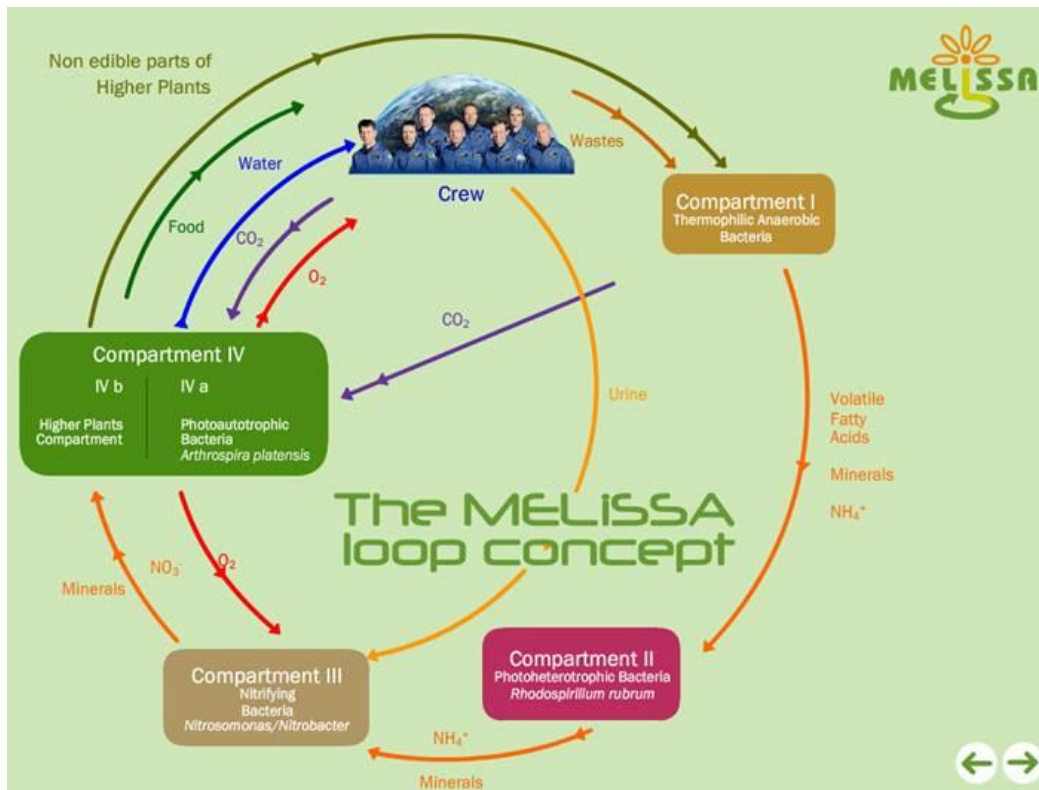 Non edible parts of
Higher Plants
MELiSSA
Wastes
Water
Crew
Food
CO₂
O₂
Compartment I
Thermophilic Anaerobic
Bacteria
CO₂
Compartment IV
IV b
IV a
Higher Plants
Compartment
Photoautotrophic
Bacteria
Arthrospira platensis
Urine
Volatile
Fatty
Acids
Minerals
NH₄⁺
The MELiSSA
loop concept
NO₃⁻
O₂
Minerals
Compartment III
Nitrifying
Bacteria
Nitrosomonas/Nitrobacter
Compartment II
Photoheterotrophic Bacteria
Rhodospirillum rubrum
NH₄⁺
Minerals